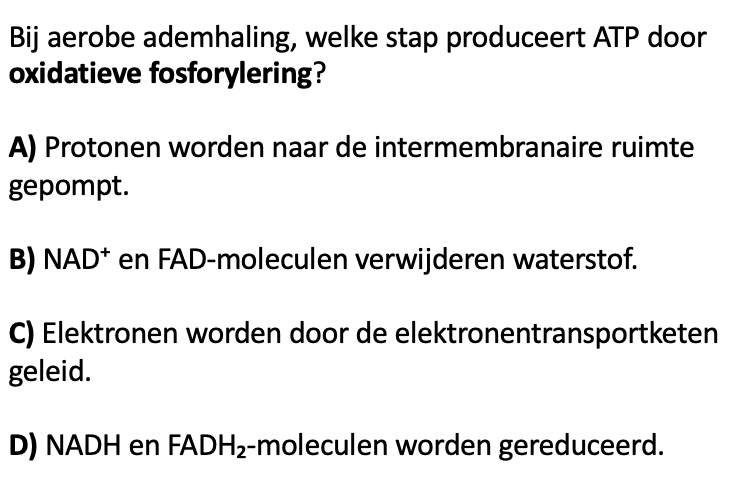 Bij aerobe ademhaling, welke stap produceert ATP door
oxidatieve fosforylering?
A) Protonen worden naar de intermembranaire ruimte
gepompt.
B) NAD⁺ en FAD-moleculen verwijderen waterstof.
C) Elektronen worden door de elektronentransportketen
geleid.
D) NADH en FADH₂-moleculen worden gereduceerd.